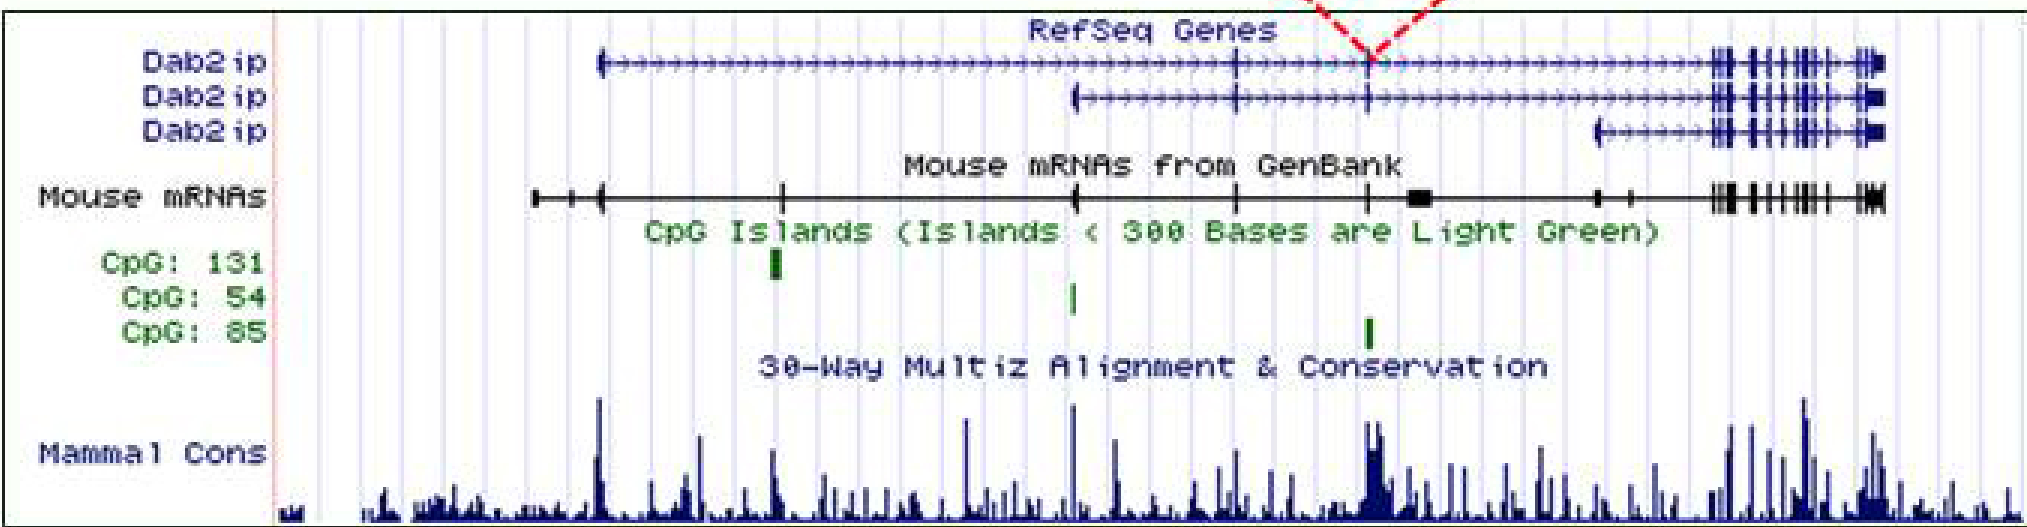 RefSeq Genes
Dab2ip
Dab2ip
Dab2ip
Mouse mRNAs from GenBank
Mouse mRNAs
CpG Islands (Islands < 300 Bases are Light Green)
CpG: 131
CpG: 54
CpG: 85
30-Way Multiz Alignment & Conservation
Mammal Cons